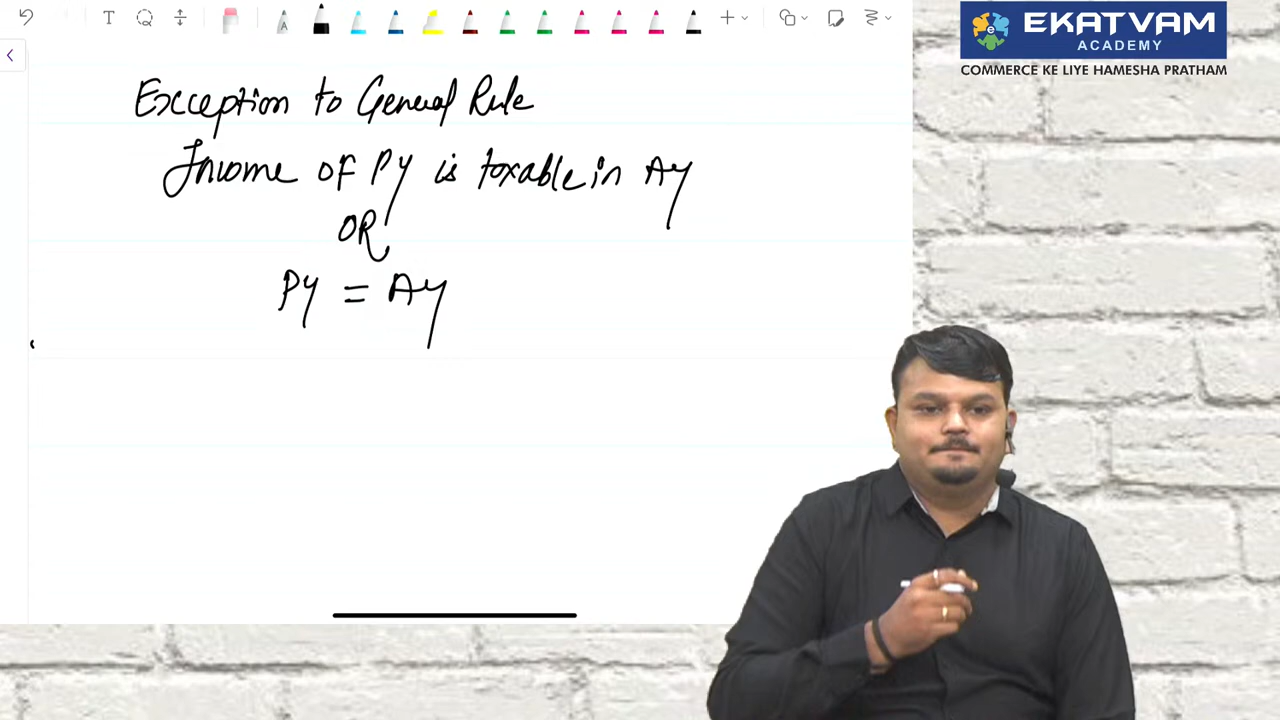 EKATVAM
ACADEMY
COMMERCE KE LIYE HAMESHA PRATHAM
Exception to General Rule
Income of PY is taxable in AY
OR
PY = AY